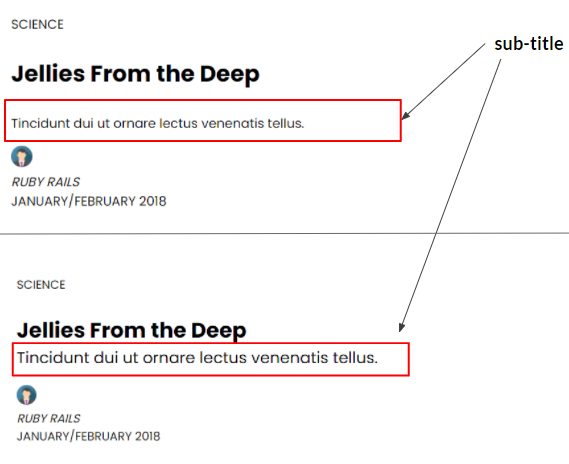 SCIENCE
sub-title
Jellies From the Deep
Tincidunt dui ut ornare lectus venenatis tellus.
RUBY RAILS
JANUARY/FEBRUARY 2018
SCIENCE
Jellies From the Deep
Tincidunt dui ut ornare lectus venenatis tellus.
RUBY RAILS
JANUARY/FEBRUARY 2018